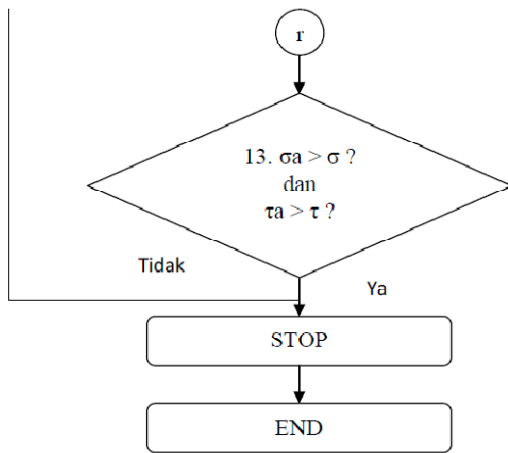 r
13. σa > σ ?
dan
τa > τ ?
Tidak
Ya
STOP
END